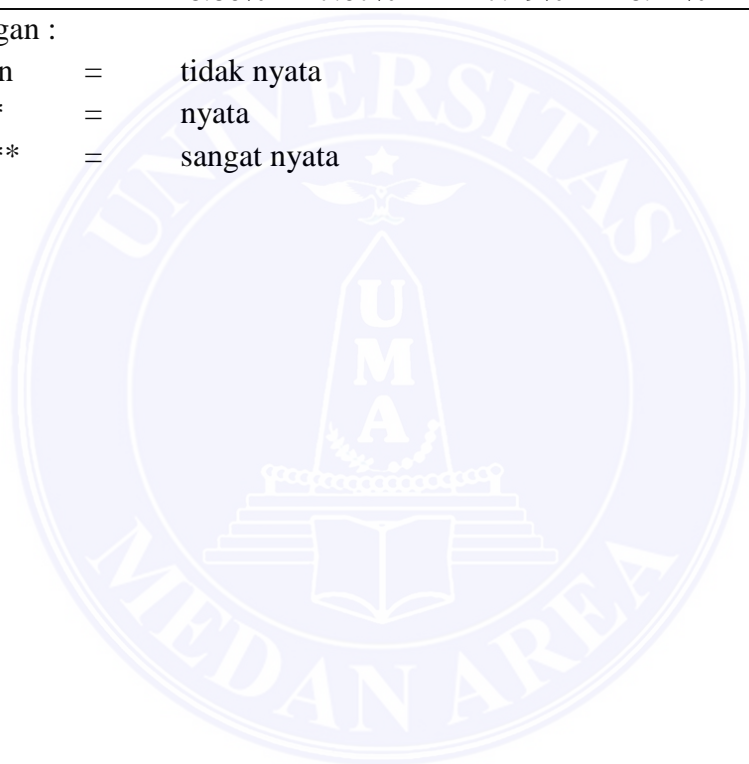 gan :
n = tidak nyata
* = nyata
** = sangat nyata
UNIVERSITAS
U
M
A
MEDAN AREA